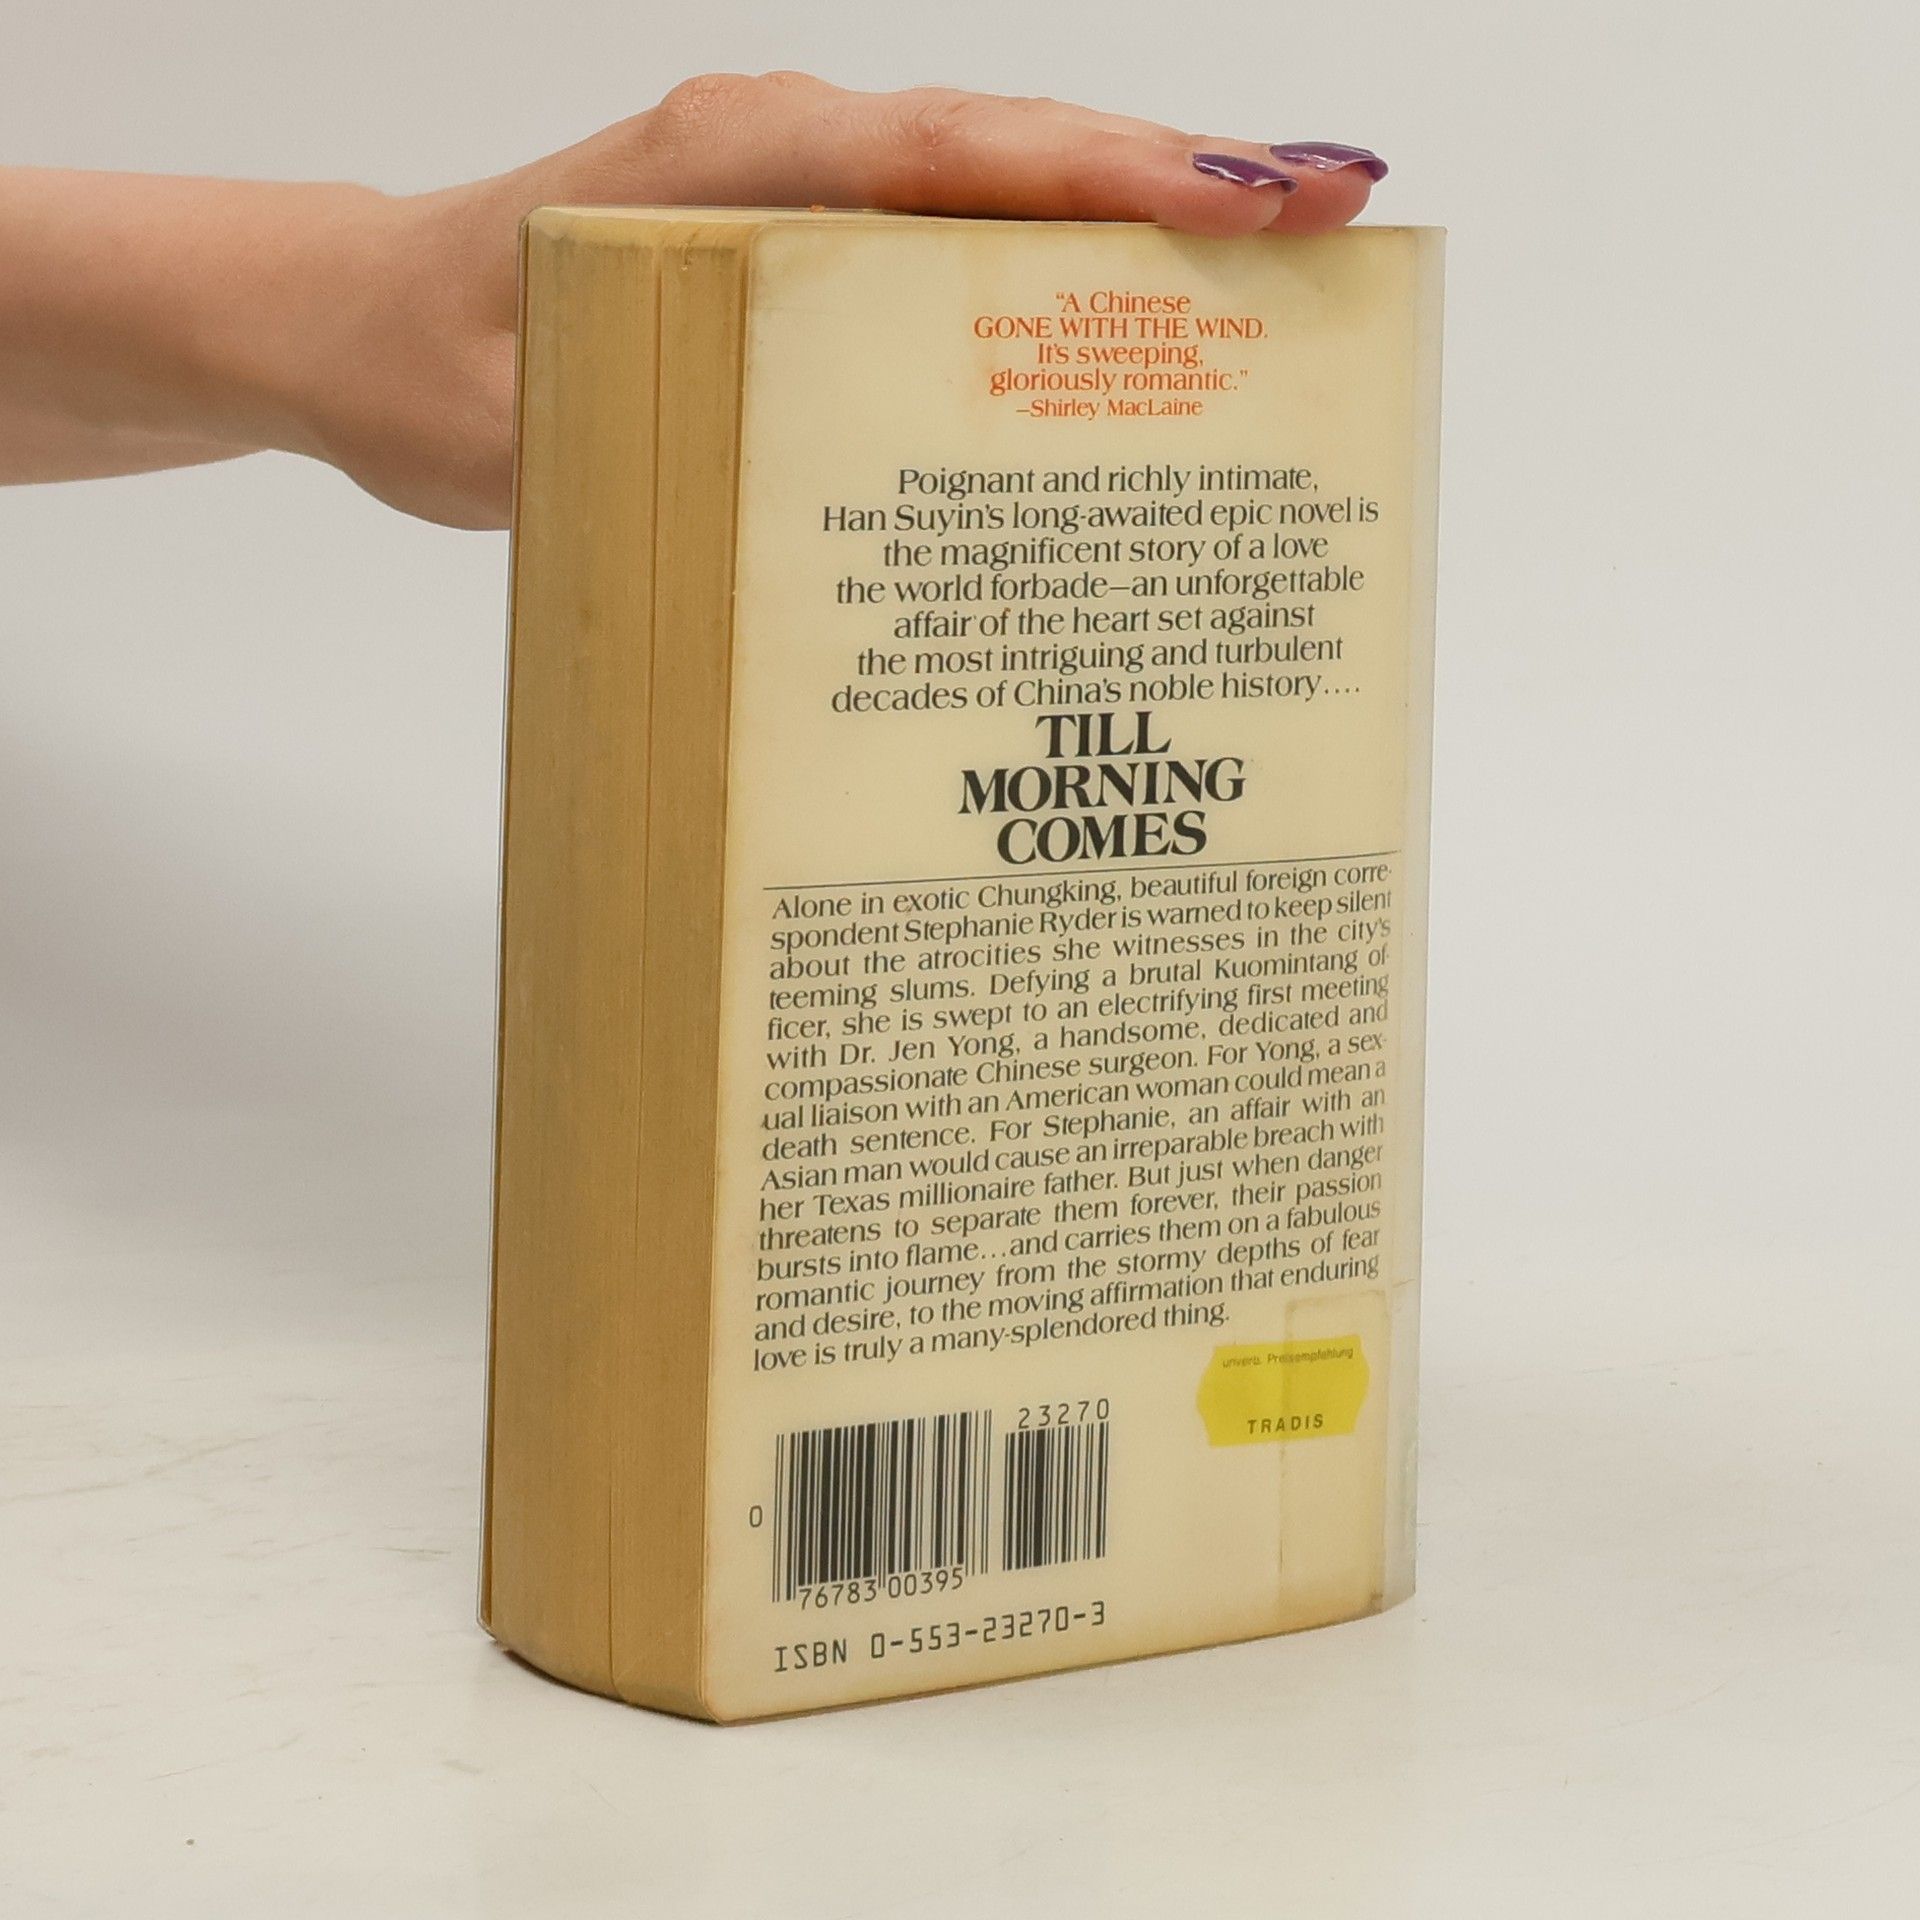 “A Chinese
GONE WITH THE WIND.
It's sweeping,
gloriously romantic.”
–Shirley MacLaine
Poignant and richly intimate,
Han Suyin's long-awaited epic novel is
the magnificent story of a love
the world forbade—an unforgettable
affair of the heart set against
the most intriguing and turbulent
decades of China's noble history....
TILL
MORNING
COMES
Alone in exotic Chungking, beautiful foreign corre-
spondent Stephanie Ryder is warned to keep silent
about the atrocities she witnesses in the city's
teeming slums. Defying a brutal Kuomintang of-
ficer, she is swept to an electrifying first meeting
with Dr. Jen Yong, a handsome, dedicated and
compassionate Chinese surgeon. For Yong, a sex-
ual liaison with an American woman could mean a
death sentence. For Stephanie, an affair with an
Asian man would cause an irreparable breach with
her Texas millionaire father. But just when danger
threatens to separate them forever, their passion
bursts into flame...and carries them on a fabulous
romantic journey from the stormy depths of fear
and desire, to the moving affirmation that enduring
love is truly a many-splendored thing.
unverb. Preisempfehlung
TRADIS
23270
0
76783 00395
ISBN 0-553-23270-3